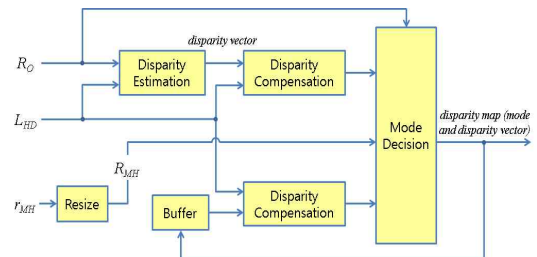 disparity vector
R_O
Disparity
Estimation
Disparity
Compensation
L_HD
Mode
Decision
disparity map (mode
and disparity vector)
R_MH
r_MH
Resize
Buffer
Disparity
Compensation